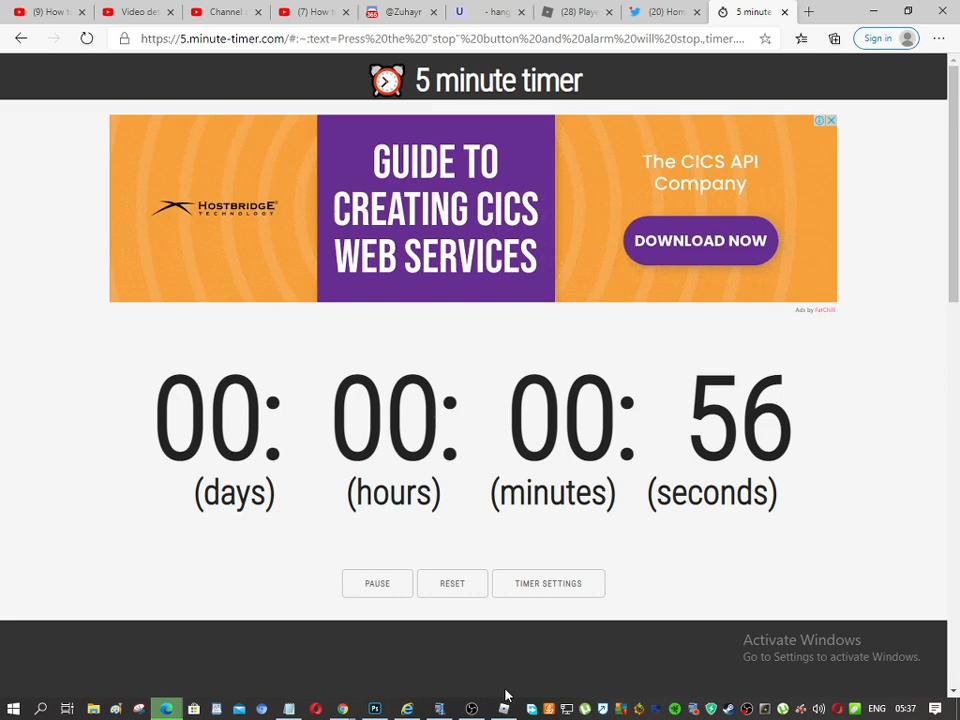 (9) How to
Video det
Channel c
(7) How t
@Zuhayr
U - hang
(28) Playe
(20) Hom
5 minute
https://5.minute-timer.com/#:~:text=Press%20the%20"stop"%20button%20and%20alarm%20will%20stop.,timer....
Sign in
5 minute timer
HOSTBRIDGE
TECHNOLOGY
GUIDE TO
CREATING CICS
WEB SERVICES
The CICS API
Company
DOWNLOAD NOW
Ads by FatChilli
00: 00: 00: 56
(days) (hours) (minutes) (seconds)
PAUSE RESET TIMER SETTINGS
Activate Windows
Go to Settings to activate Windows.
ENG 05:37